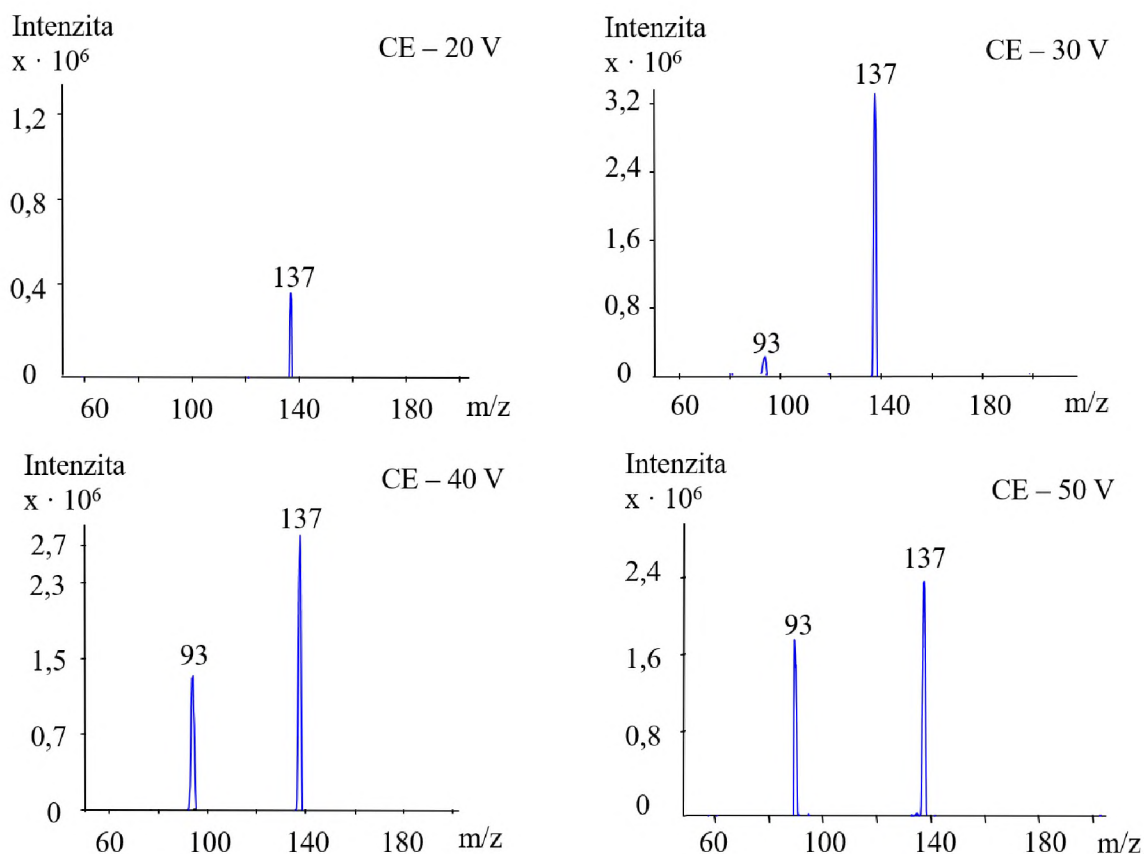 Intenzita
x · 10⁶
CE – 20 V
1,2
0,8
0,4
0
137
60 100 140 180 m/z
Intenzita
x · 10⁶
CE – 30 V
3,2
2,4
1,6
0,8
0
137
93
60 100 140 180 m/z
Intenzita
x · 10⁶
CE – 40 V
2,7
2,3
1,5
0,7
0
137
93
60 100 140 180 m/z
Intenzita
x · 10⁶
CE – 50 V
2,4
1,6
0,8
0
137
93
60 100 140 180 m/z